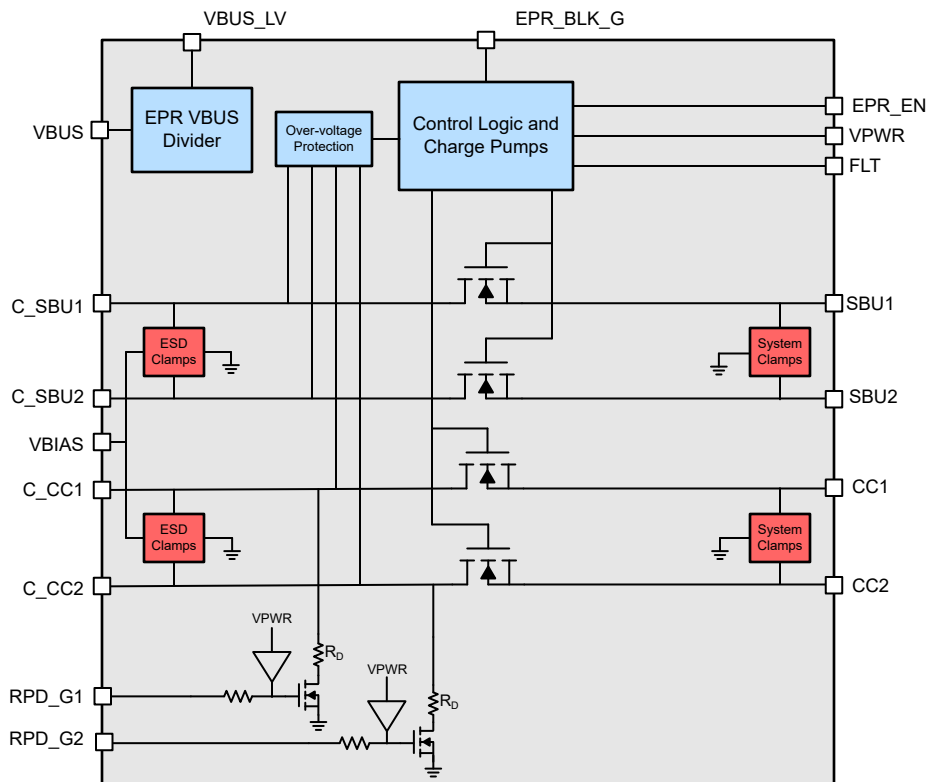 VBUS_LV
EPR_BLK_G
VBUS
EPR VBUS
Divider
Over-voltage
Protection
Control Logic and
Charge Pumps
EPR_EN
VPWR
FLT
C_SBU1
SBU1
ESD
Clamps
System
Clamps
C_SBU2
SBU2
VBIAS
C_CC1
CC1
ESD
Clamps
System
Clamps
C_CC2
CC2
VPWR
RD
VPWR
RD
RPD_G1
RPD_G2